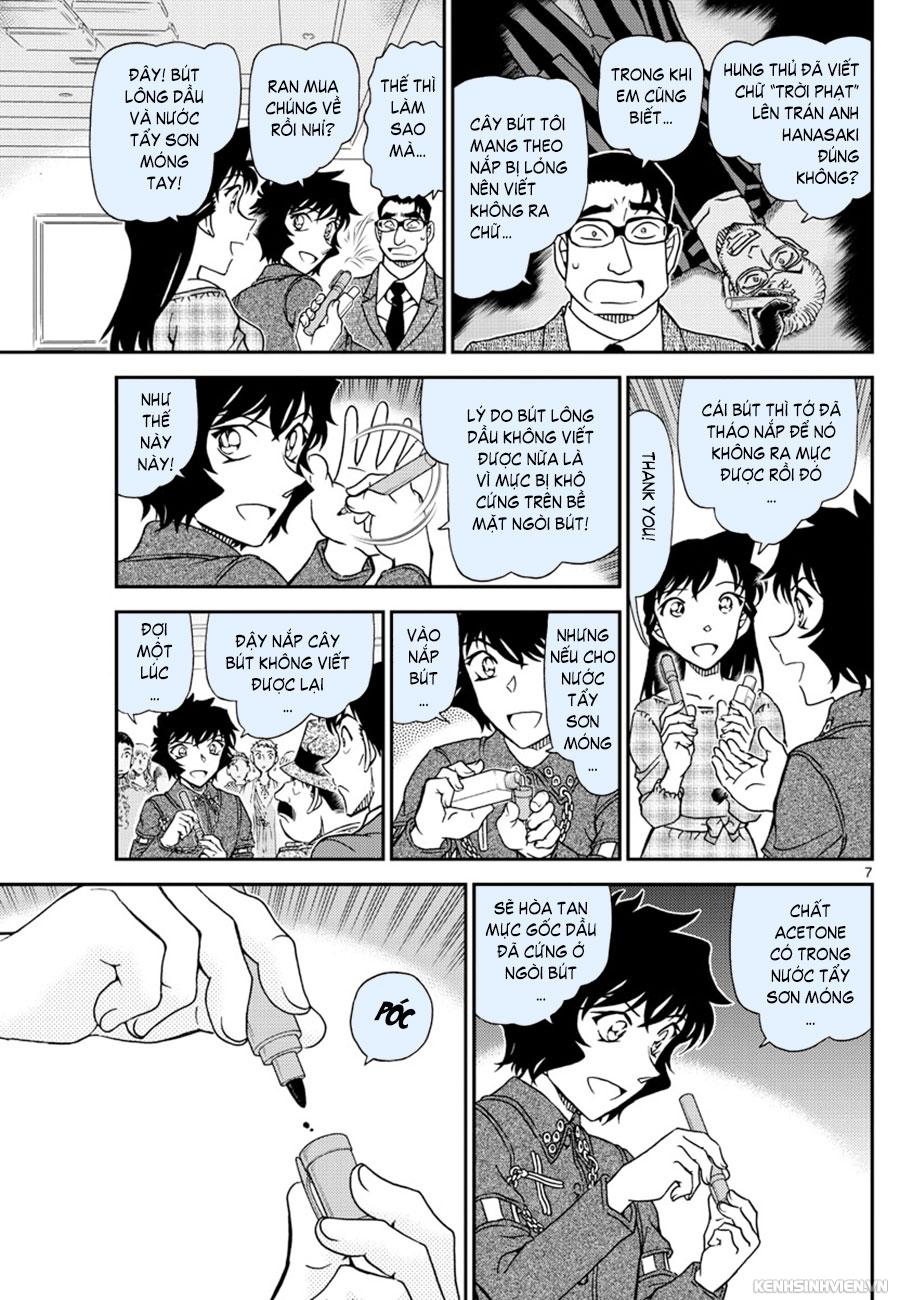 HUNG THỦ ĐÃ VIẾT
CHỮ "TRỜI PHẠT"
LÊN TRÁN ANH
HANASAKI
ĐÚNG
KHÔNG?
TRONG KHI
EM CŨNG
BIẾT...
CÂY BÚT TÔI
MANG THEO
NẮP BỊ LỎNG
NÊN VIẾT
KHÔNG RA
CHỮ...
THẾ THÌ
LÀM
SAO
MÀ...
RAN MUA
CHÚNG VỀ
RỒI NHỈ?
ĐÂY! BÚT
LÔNG DẦU
VÀ NƯỚC
TẨY SƠN
MÓNG
TAY!
CÁI BÚT THÌ TỚ ĐÃ
THÁO NẮP ĐỂ NÓ
KHÔNG RA MỰC
ĐƯỢC RỒI ĐÓ
...
THANK YOU!
LÝ DO BÚT LÔNG
DẦU KHÔNG VIẾT
ĐƯỢC NỮA LÀ
VÌ MỰC BỊ KHÔ
CỨNG TRÊN BỀ
MẶT NGÒI BÚT!
NHƯ
THẾ
NÀY
NÀY!
NHƯNG
NẾU CHO
NƯỚC
TẨY
SƠN
MÓNG
...
VÀO
NẮP
BÚT
...
ĐẬY NẮP CÂY
BÚT KHÔNG VIẾT
ĐƯỢC LẠI
...
ĐỢI
MỘT
LÚC
...
7
CHẤT
ACETONE
CÓ TRONG
NƯỚC TẨY
SƠN MÓNG
...
SẼ HÒA TAN
MỰC GỐC DẦU
ĐÃ CỨNG Ở
NGÒI BÚT
...
PÓC
KENHSINHVIEN.VN